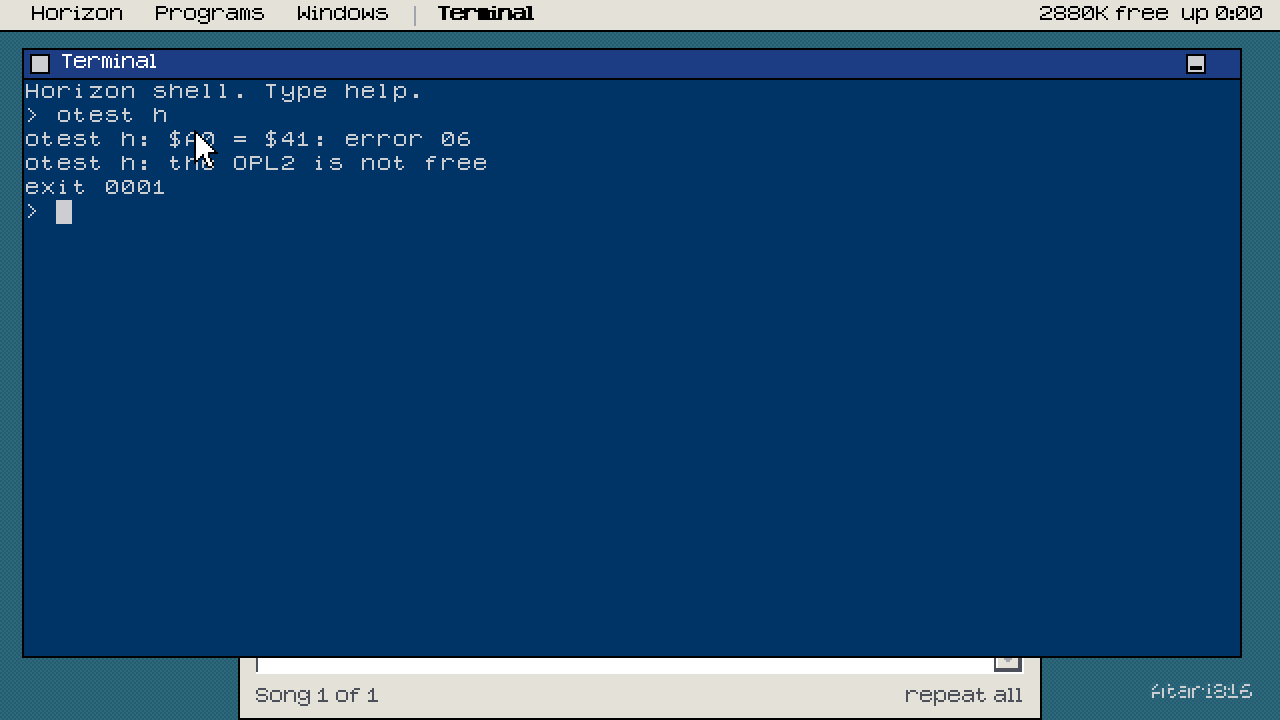 Horizon Programs Windows | Terminal 2880K free up 0:00
Terminal
Horizon shell. Type help.
> otest h
otest h: $A0 = $41: error 06
otest h: the OPL2 is not free
exit 0001
>
Song 1 of 1 repeat all
Atari816